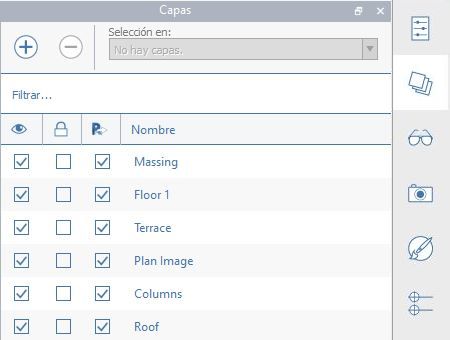 Capas
Selección en:
No hay capas.
Filtrar...
Nombre
Massing
Floor 1
Terrace
Plan Image
Columns
Roof